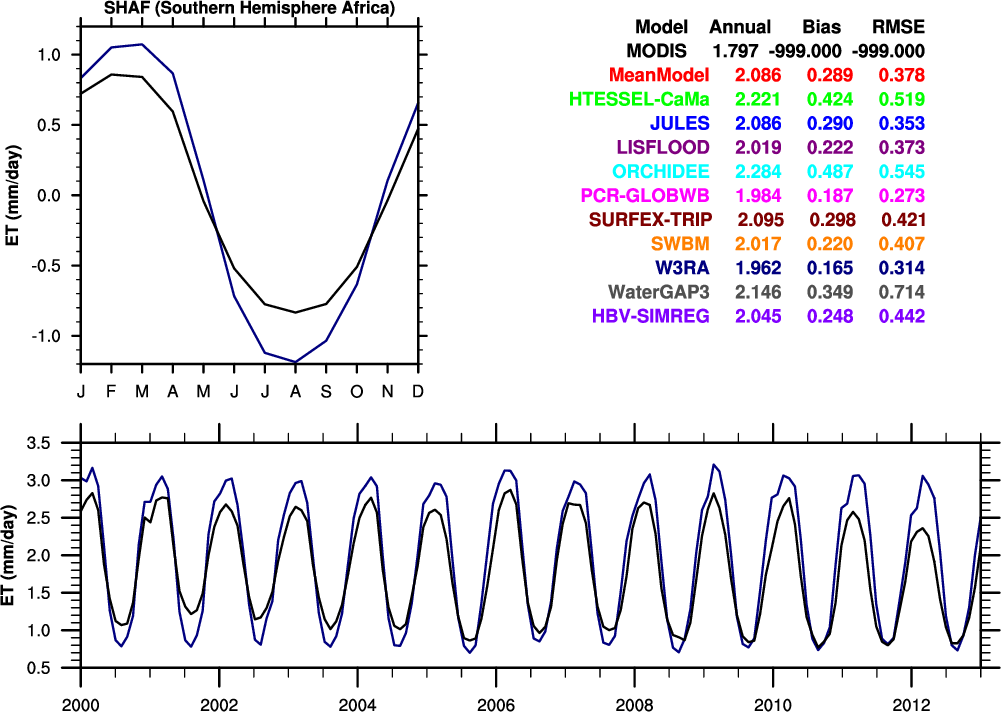 SHAF (Southern Hemisphere Africa)
1.0
0.5
0.0
-0.5
-1.0
ET (mm/day)
J F M A M J J A S O N D
Model Annual Bias RMSE
MODIS 1.797 -999.000 -999.000
MeanModel 2.086 0.289 0.378
HTESSEL-CaMa 2.221 0.424 0.519
JULES 2.086 0.290 0.353
LISFLOOD 2.019 0.222 0.373
ORCHIDEE 2.284 0.487 0.545
PCR-GLOBWB 1.984 0.187 0.273
SURFEX-TRIP 2.095 0.298 0.421
SWBM 2.017 0.220 0.407
W3RA 1.962 0.165 0.314
WaterGAP3 2.146 0.349 0.714
HBV-SIMREG 2.045 0.248 0.442
3.5
3.0
2.5
2.0
1.5
1.0
0.5
ET (mm/day)
2000 2002 2004 2006 2008 2010 2012